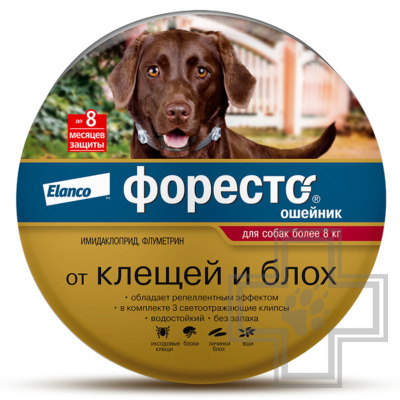 до 8
месяцев
защиты
Elanco™
форесто®
ошейник
для собак более 8 кг
имидаклоприд, флуметрин
от клещей и блох
• обладает репеллентным эффектом
• в комплекте 3 светоотражающие клипсы
• водостойкий • без запаха
иксодовые клещи
блохи
личинки блох
вши